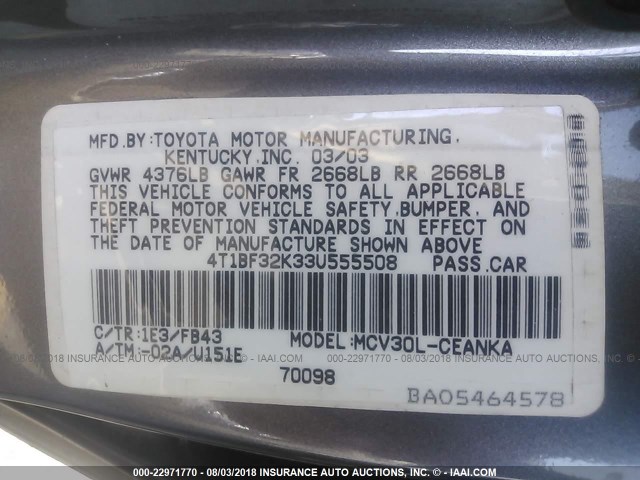 MFD.BY:TOYOTA MOTOR MANUFACTURING,
KENTUCKY,INC. 03/03
GVWR 4376LB GAWR FR 2668LB RR 2668LB
THIS VEHICLE CONFORMS TO ALL APPLICABLE
FEDERAL MOTOR VEHICLE SAFETY,BUMPER, AND
THEFT PREVENTION STANDARDS IN EFFECT ON
THE DATE OF MANUFACTURE SHOWN ABOVE
4T1BF32K33U555508 PASS.CAR
C/TR:1E3/FB43 MODEL:MCV30L-CEANKA
A/TM:-02A/U151E
70098
BA05464578
000-22971770 - 08/03/2018 INSURANCE AUTO AUCTIONS - © - WWW.IAAI.COM